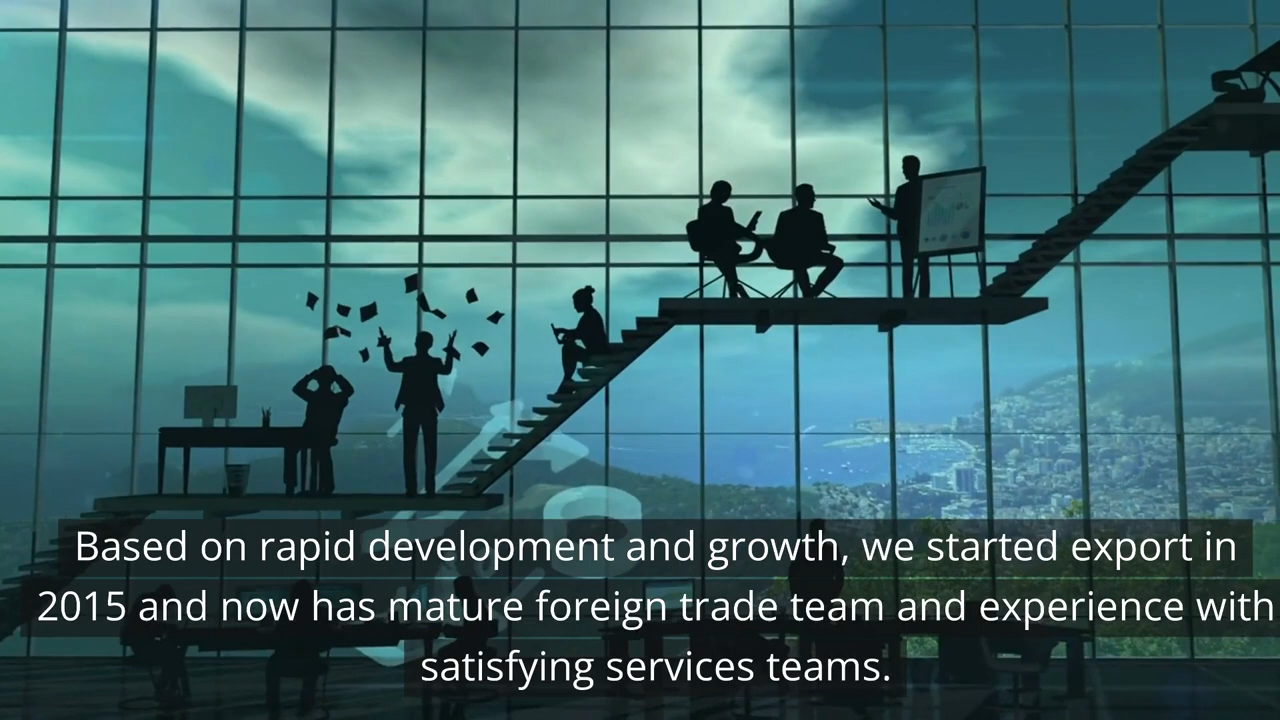 Based on rapid development and growth, we started export in
2015 and now has mature foreign trade team and experience with
satisfying services teams.